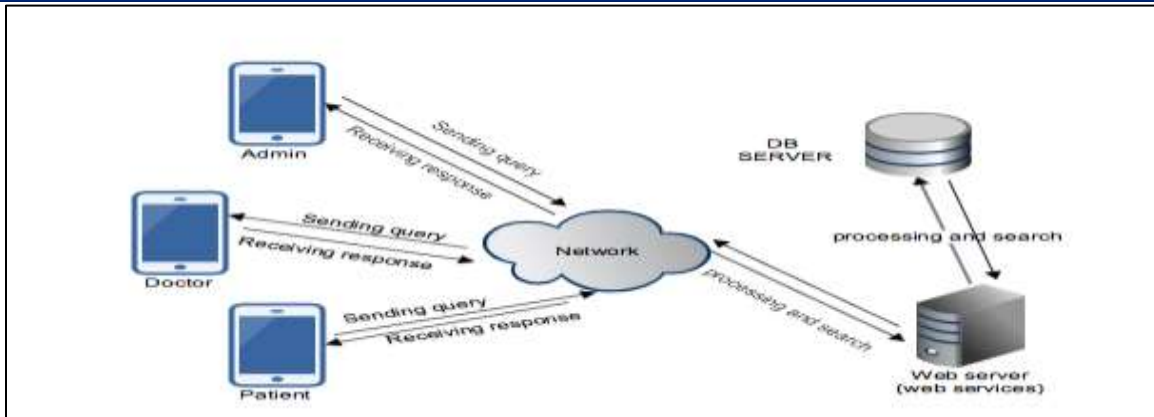 Admin
Sending query
Receiving response
DB
SERVER
Sending query
Receiving response
Doctor
Network
processing and search
processing and search
Sending query
Receiving response
Patient
Web server
(web services)